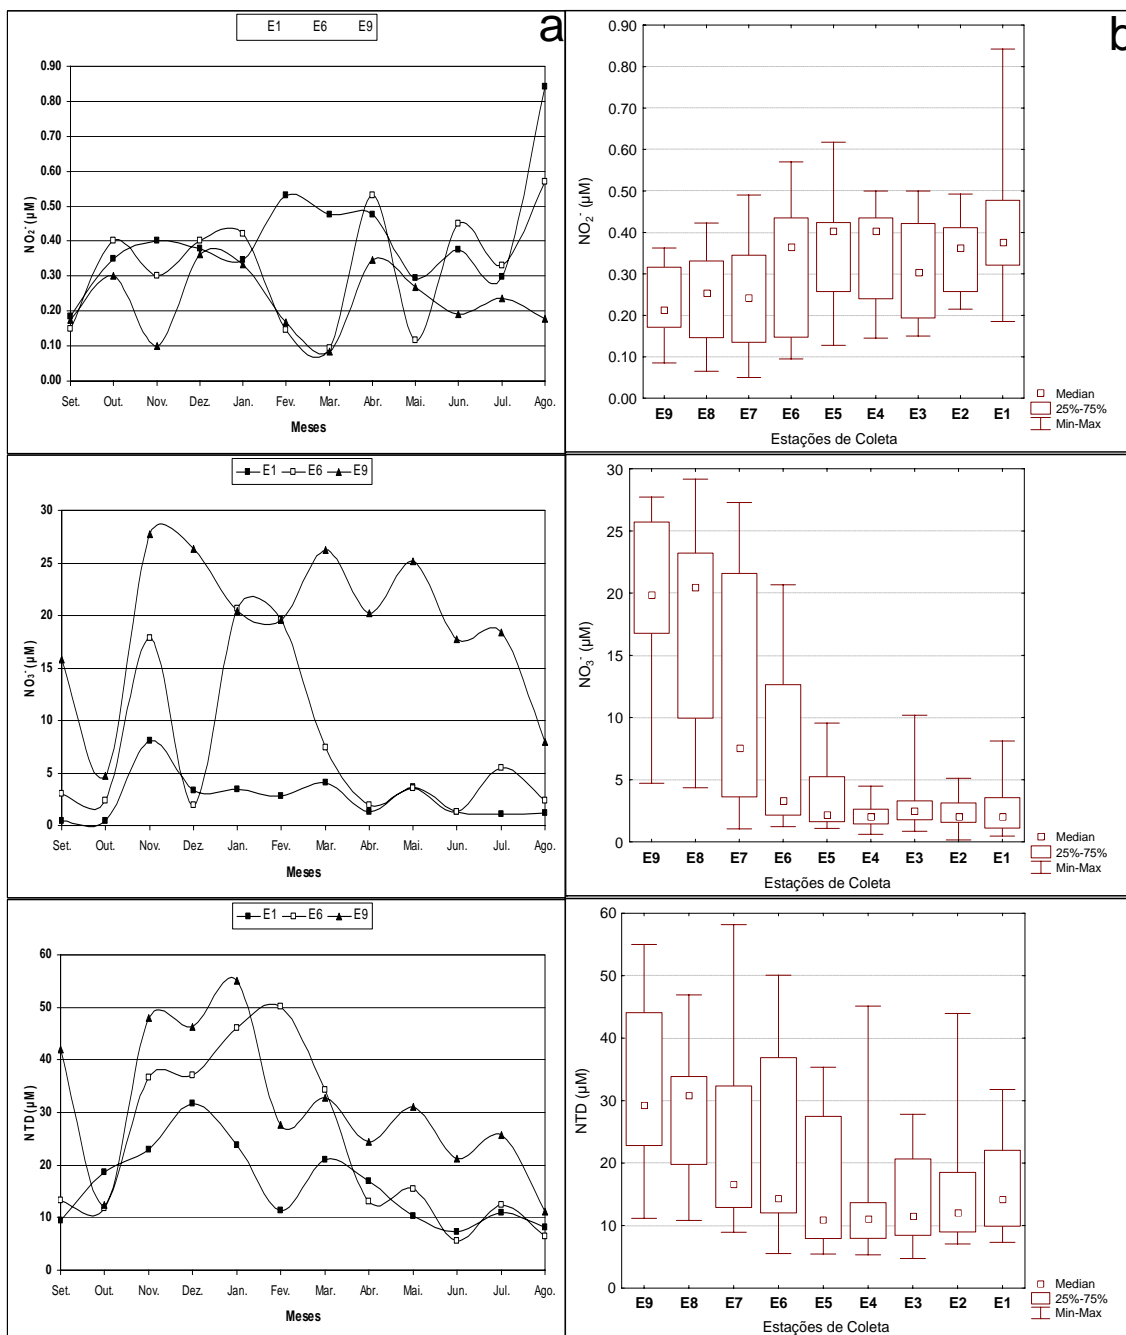 E1 E6 E9
a
0.90
0.80
0.70
0.60
0.50
0.40
0.30
0.20
0.10
0.00
NO2- (µM)
Set. Out. Nov. Dez. Jan. Fev. Mar. Abr. Mai. Jun. Jul. Ago.
Meses
b
0.90
0.80
0.70
0.60
0.50
0.40
0.30
0.20
0.10
0.00
NO2- (µM)
E9 E8 E7 E6 E5 E4 E3 E2 E1
Estações de Coleta
Median
25%-75%
Min-Max
E1 E6 E9
30
25
20
15
10
5
0
NO3- (µM)
Set. Out. Nov. Dez. Jan. Fev. Mar. Abr. Mai. Jun. Jul. Ago.
Meses
30
25
20
15
10
5
0
NO3- (µM)
E9 E8 E7 E6 E5 E4 E3 E2 E1
Estações de Coleta
Median
25%-75%
Min-Max
E1 E6 E9
60
50
40
30
20
10
0
NTD (µM)
Set. Out. Nov. Dez. Jan. Fev. Mar. Abr. Mai. Jun. Jul. Ago.
Meses
60
50
40
30
20
10
0
NTD (µM)
E9 E8 E7 E6 E5 E4 E3 E2 E1
Estações de Coleta
Median
25%-75%
Min-Max